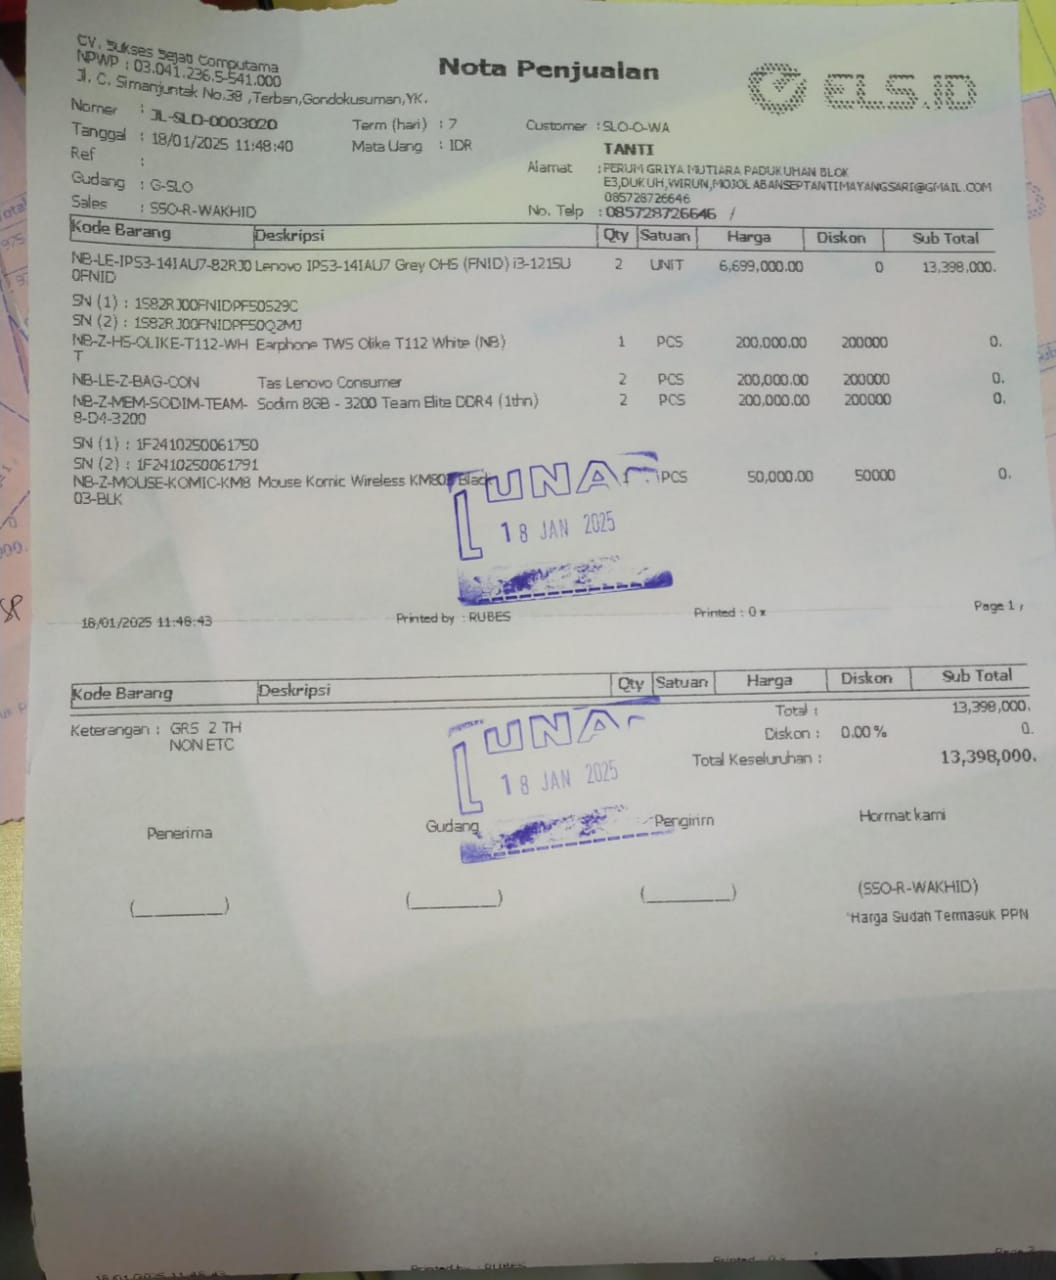 CV. Sukses Sejati Computama
NPWP : 03.041.236.5-541.000
Jl. C. Simanjuntak No.38 ,Terban,Gondokusuman,YK.
Nota Penjualan
ELS.ID
Nomer : JL-SLO-0003020
Term (hari) : 7
Customer : SLO-O-WA
Tanggal : 18/01/2025 11:48:40
Mata Uang : IDR
TANTI
Ref :
Alamat : PERUM GRIYA MUTIARA PADUKUHAN BLOK
E3,DUKUH,WIRUN,MOJOLABANSEPTANTIMAYANGSARI@GMAIL.COM
085728726646
Gudang : G-SLO
Sales : SSO-R-WAKHID
No. Telp : 085728726646 /
Kode Barang Deskripsi Qty Satuan Harga Diskon Sub Total
NB-LE-IPS3-14IAU7-82RJ0 Lenovo IPS3-14IAU7 Grey OHS (FNID) i3-1215U 2 UNIT 6,699,000.00 0 13,398,000.
0FNID
SN (1) : 1S82RJ00FNIDPF50529C
SN (2) : 1S82RJ00FNIDPF50Q2MJ
NB-Z-HS-OLIKE-T112-WH Earphone TWS Olike T112 White (NB) 1 PCS 200,000.00 200000 0.
T
NB-LE-Z-BAG-CON Tas Lenovo Consumer 2 PCS 200,000.00 200000 0.
NB-Z-MEM-SODIM-TEAM- Sodim 8GB - 3200 Team Elite DDR4 (1thn) 2 PCS 200,000.00 200000 0.
8-D4-3200
SN (1) : 1F2410250061750
SN (2) : 1F2410250061791
NB-Z-MOUSE-KOMIC-KM8 Mouse Komic Wireless KM803 Black PCS 50,000.00 50000 0.
03-BLK
LUNAS
18 JAN 2025
18/01/2025 11:48:43 Printed by : RUBES Printed : 0 x Page 1 /
Kode Barang Deskripsi Qty Satuan Harga Diskon Sub Total
Keterangan : GRS 2 TH
NON ETC
Total : 13,398,000.
Diskon : 0.00 % 0.
Total Keseluruhan : 13,398,000.
LUNAS
18 JAN 2025
Penerima Gudang Pengirim Hormat kami
(SSO-R-WAKHID)
*Harga Sudah Termasuk PPN